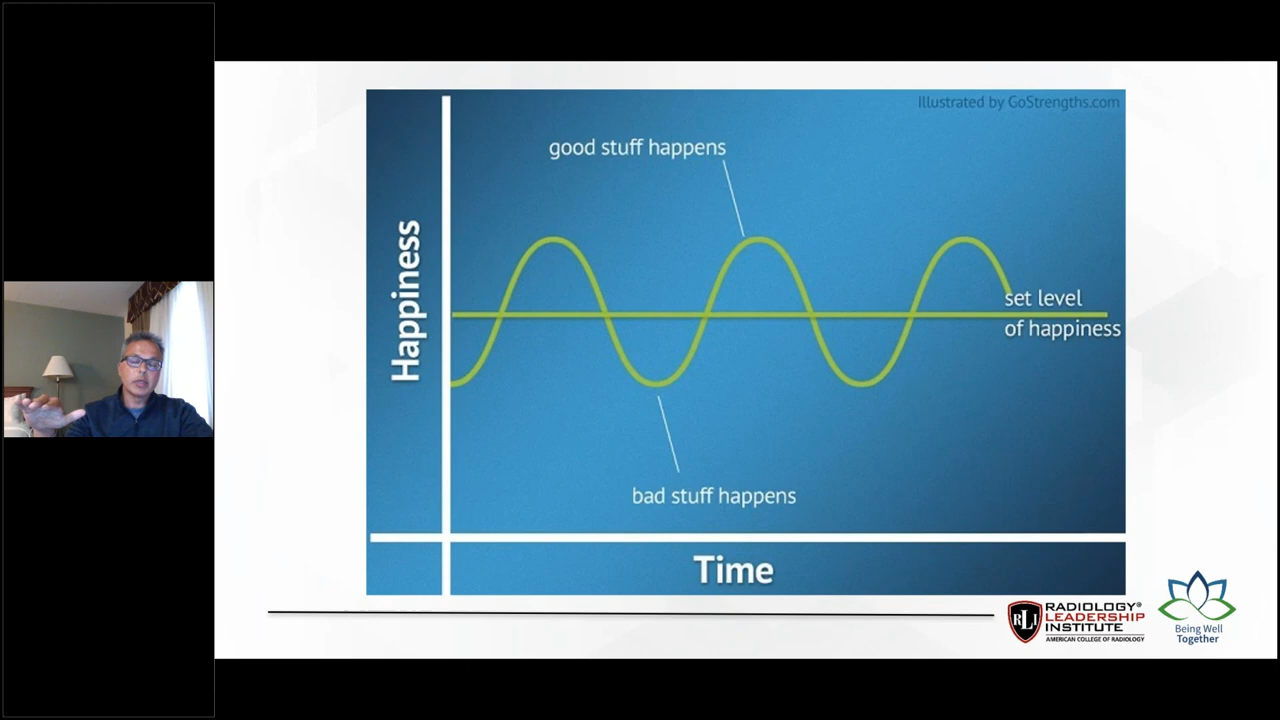 Illustrated by GoStrengths.com
good stuff happens
Happiness
set level
of happiness
bad stuff happens
Time
RLI
RADIOLOGY®
LEADERSHIP
INSTITUTE
AMERICAN COLLEGE OF RADIOLOGY
Being Well
Together